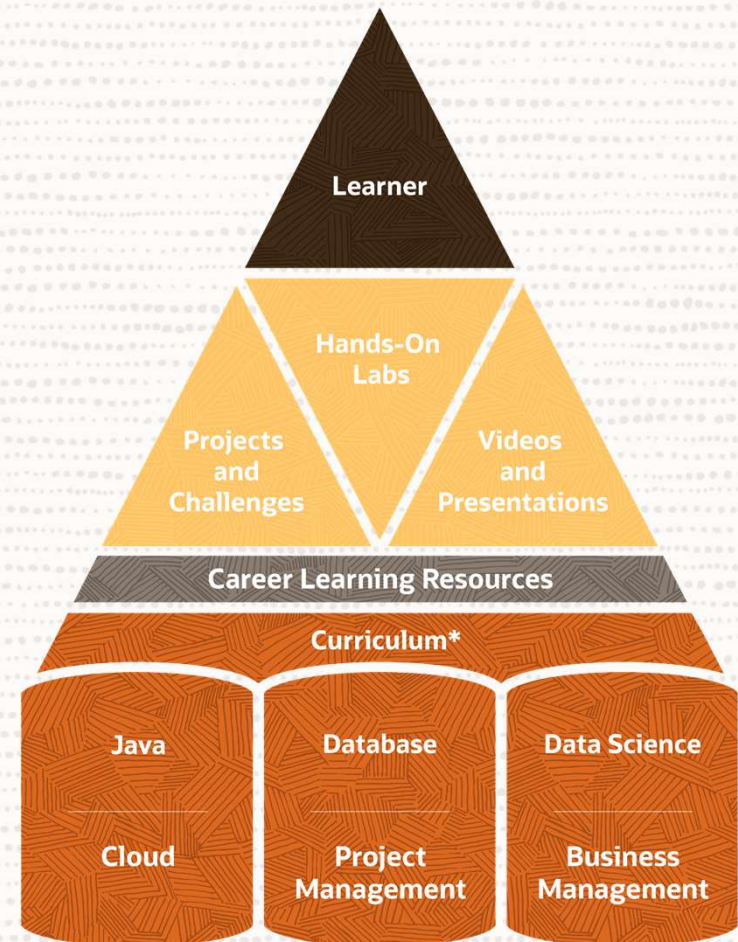 Learner
Hands-On
Labs
Projects
and
Challenges
Videos
and
Presentations
Career Learning Resources
Curriculum*
Java
Database
Data Science
Cloud
Project
Management
Business
Management